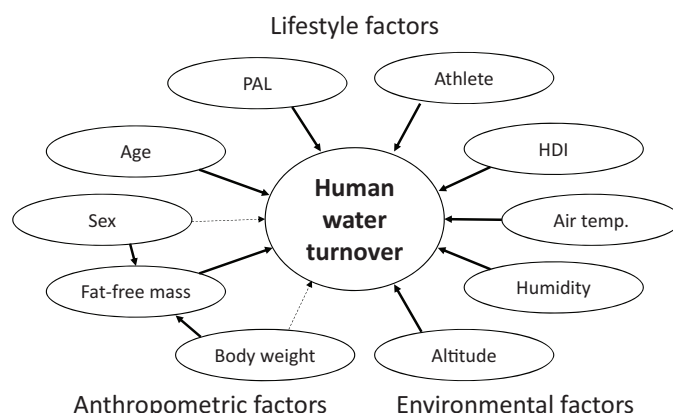 Lifestyle factors
PAL
Athlete
Age
HDI
Human
water
turnover
Sex
Air temp.
Fat-free mass
Humidity
Body weight
Altitude
Anthropometric factors
Environmental factors